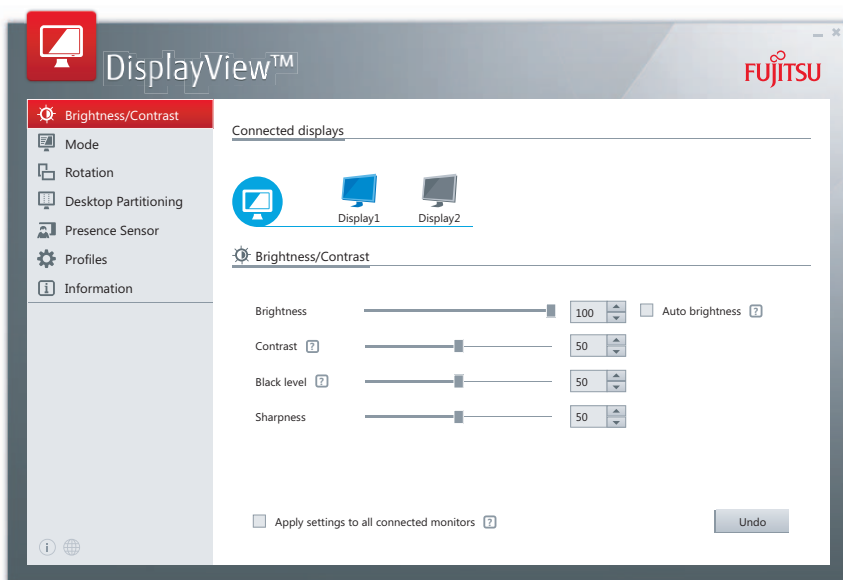 DisplayView™
FUJITSU
Brightness/Contrast
Mode
Rotation
Desktop Partitioning
Presence Sensor
Profiles
Information
Connected displays
Display1
Display2
Brightness/Contrast
Brightness
100
Auto brightness ?
Contrast ?
50
Black level ?
50
Sharpness
50
Apply settings to all connected monitors ?
Undo